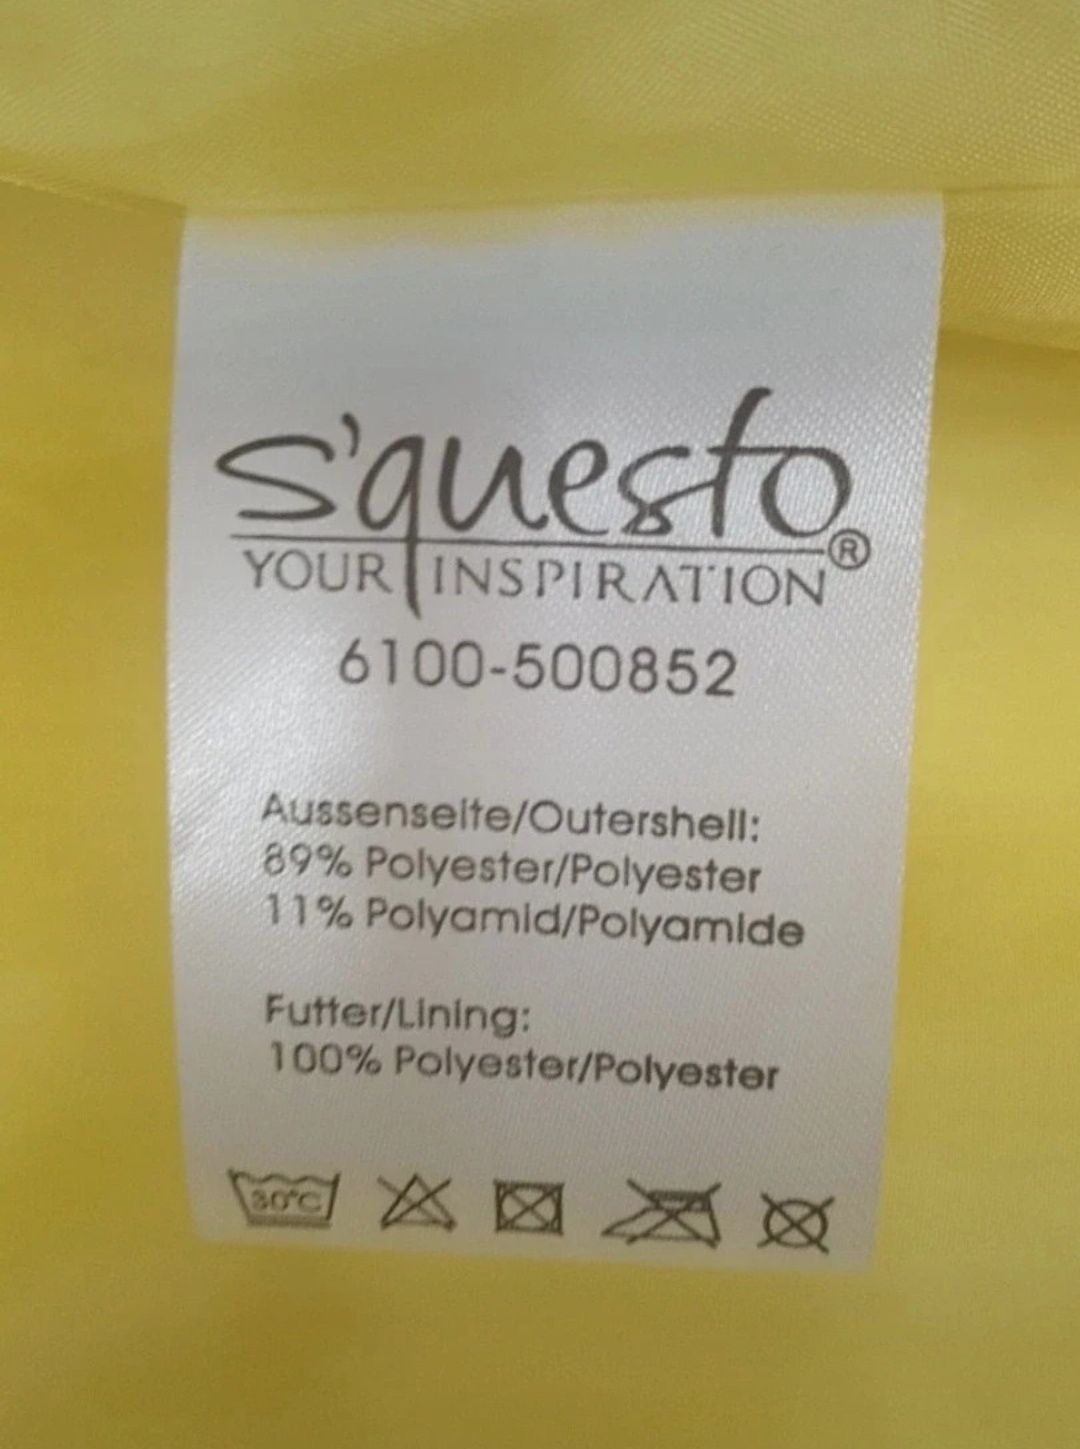 s'questo®
YOUR INSPIRATION
6100-500852
Aussenseite/Outershell:
89% Polyester/Polyester
11% Polyamid/Polyamide
Futter/Lining:
100% Polyester/Polyester
30°C